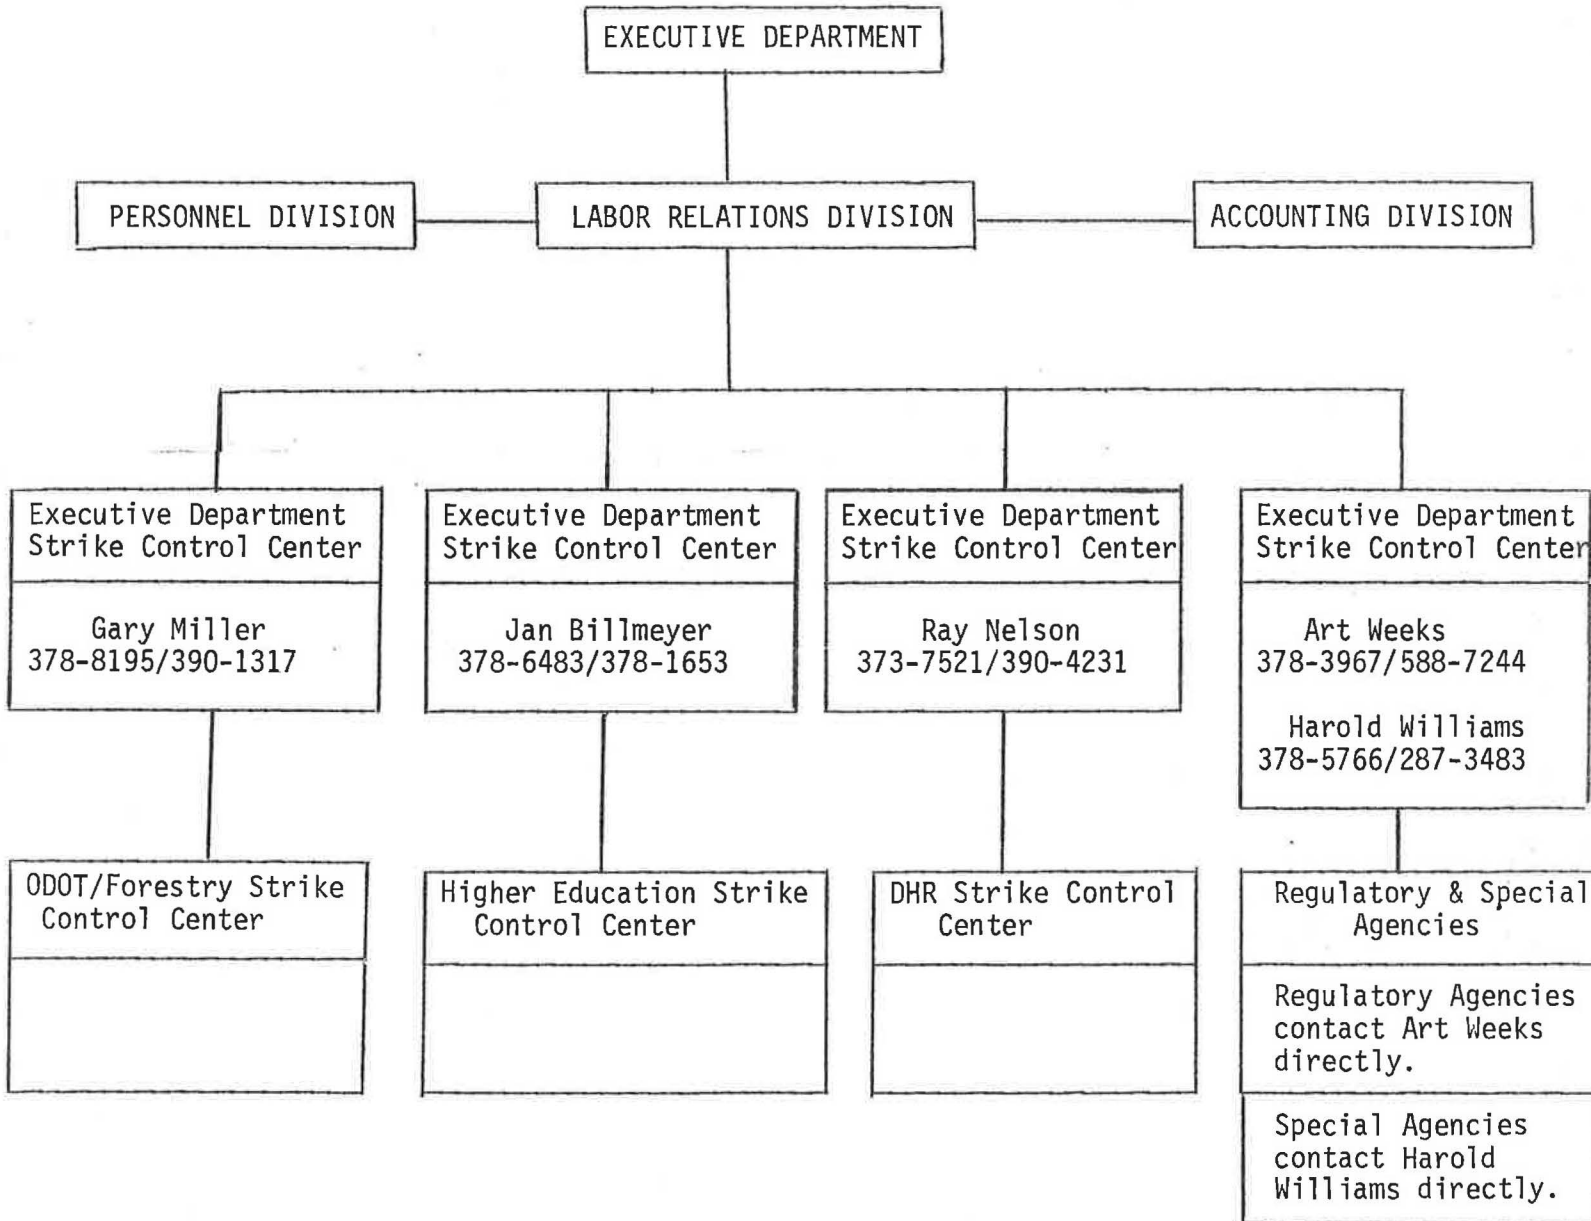 EXECUTIVE DEPARTMENT
PERSONNEL DIVISION
LABOR RELATIONS DIVISION
ACCOUNTING DIVISION
Executive Department
Strike Control Center
Gary Miller
378-8195/390-1317
Executive Department
Strike Control Center
Jan Billmeyer
378-6483/378-1653
Executive Department
Strike Control Center
Ray Nelson
373-7521/390-4231
Executive Department
Strike Control Center
Art Weeks
378-3967/588-7244
Harold Williams
378-5766/287-3483
ODOT/Forestry Strike
Control Center
Higher Education Strike
Control Center
DHR Strike Control
Center
Regulatory & Special
Agencies
Regulatory Agencies
contact Art Weeks
directly.
Special Agencies
contact Harold
Williams directly.